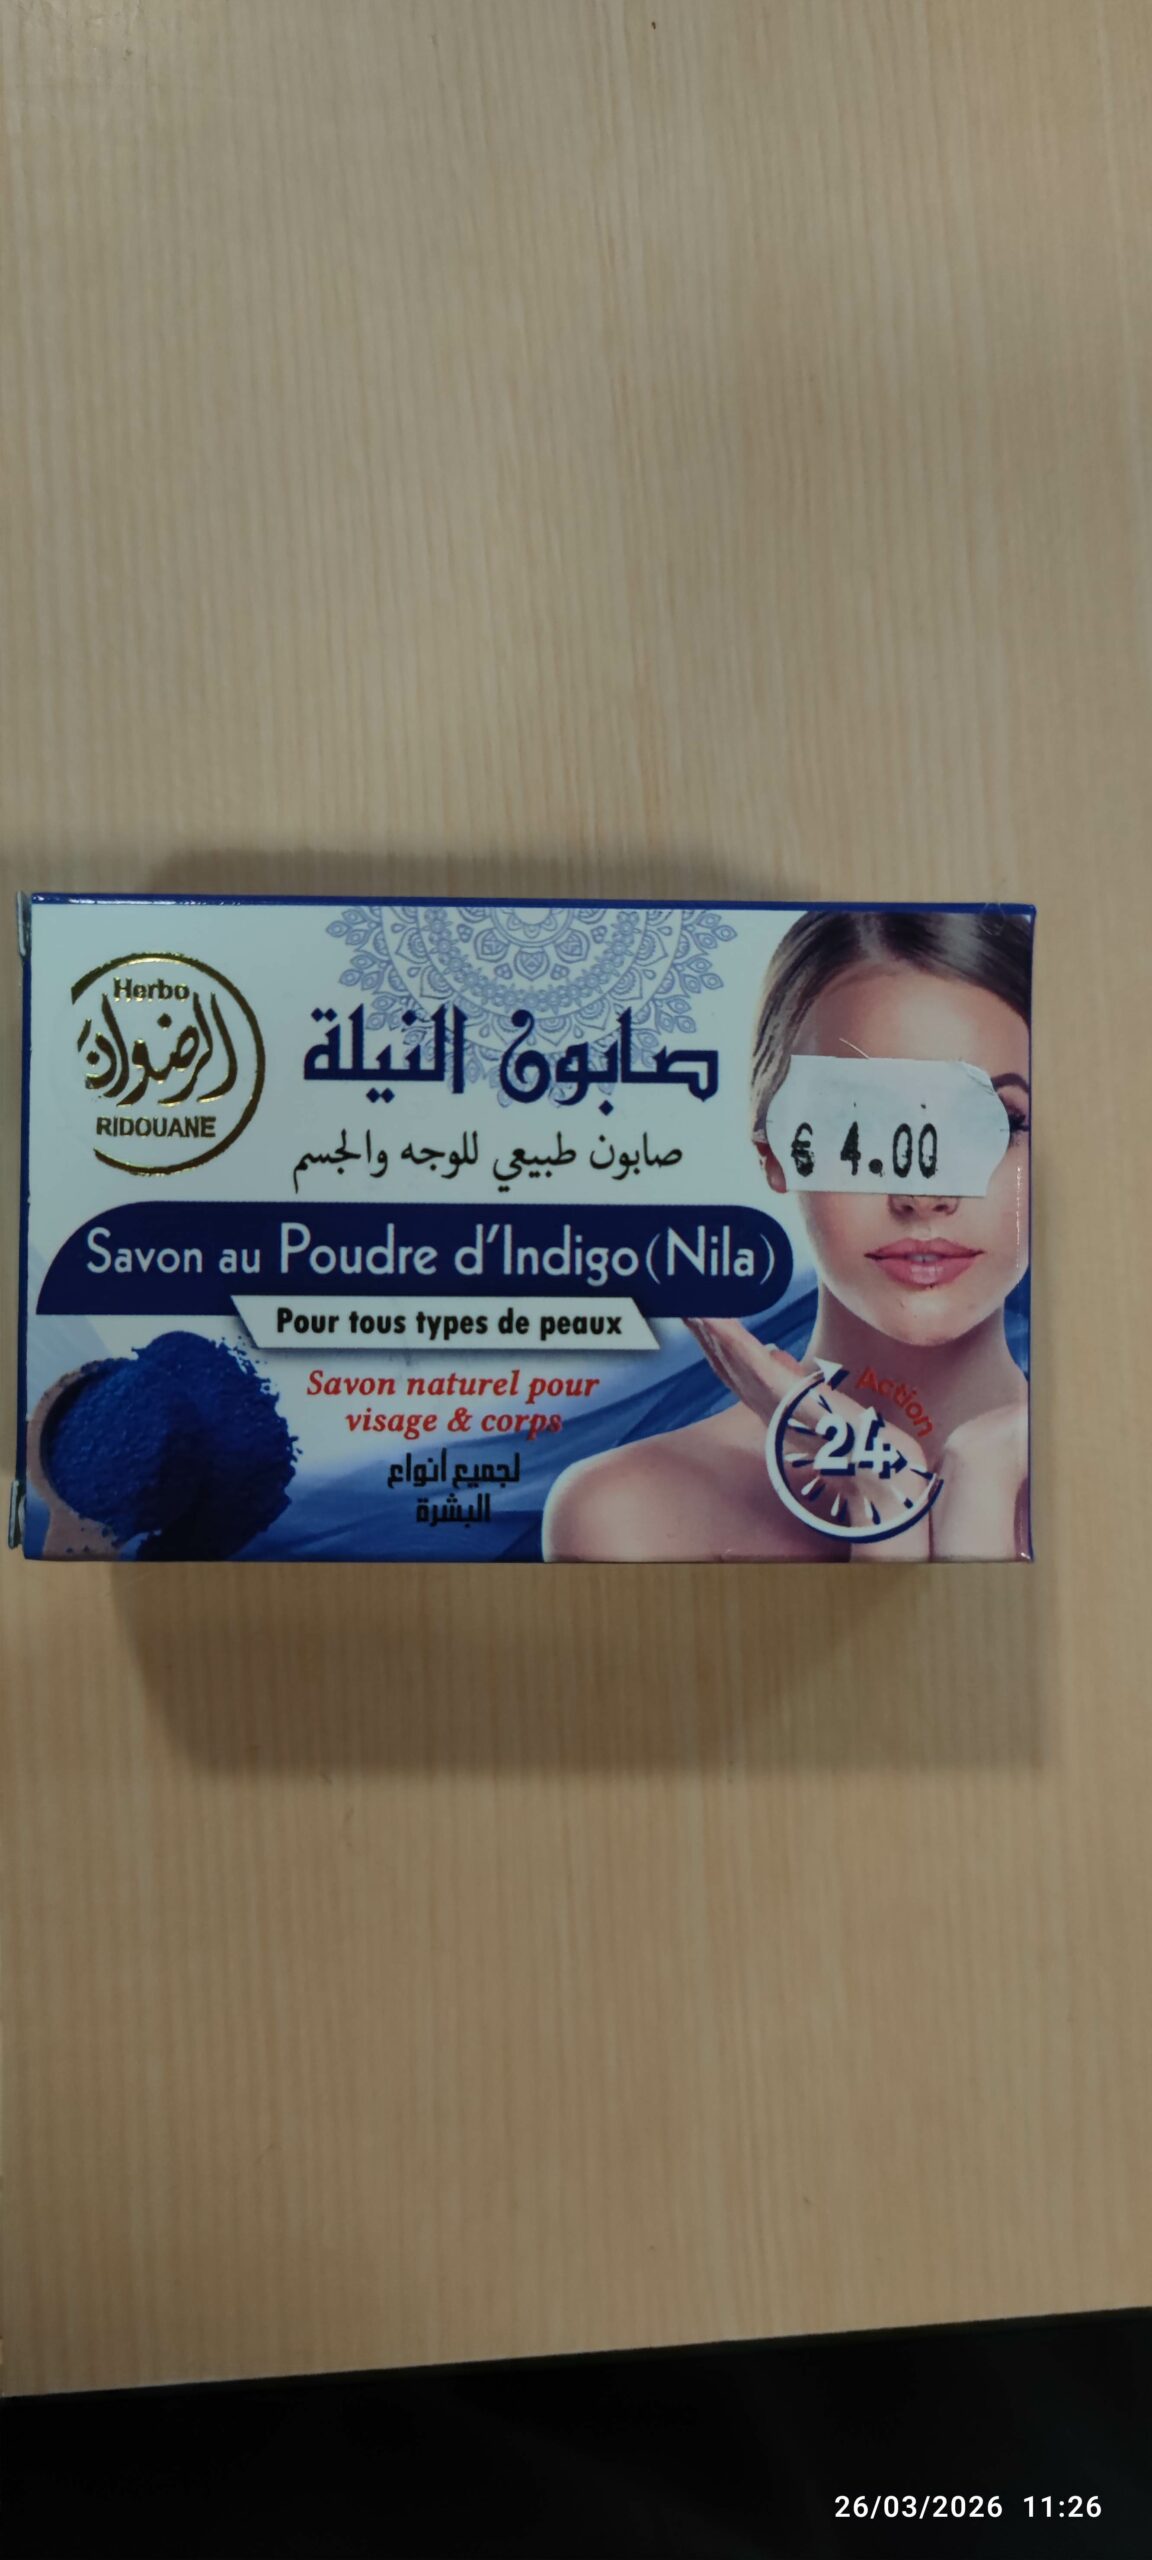 Herbo
الرضوان
RIDOUANE
صابون النيلة
صابون طبيعي للوجه والجسم
€ 4.00
Savon au Poudre d'Indigo (Nila)
Pour tous types de peaux
Savon naturel pour
visage & corps
لجميع أنواع
البشرة
Action
24
26/03/2026 11:26